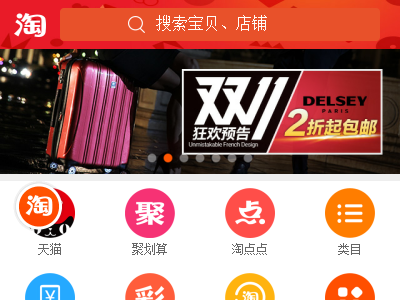 淘
搜索宝贝、店铺
双11
狂欢预告
Unmistakable French Design
DELSEY
PARIS
2折起包邮
淘
聚
点
天猫
聚划算
淘点点
类目
¥
彩
淘